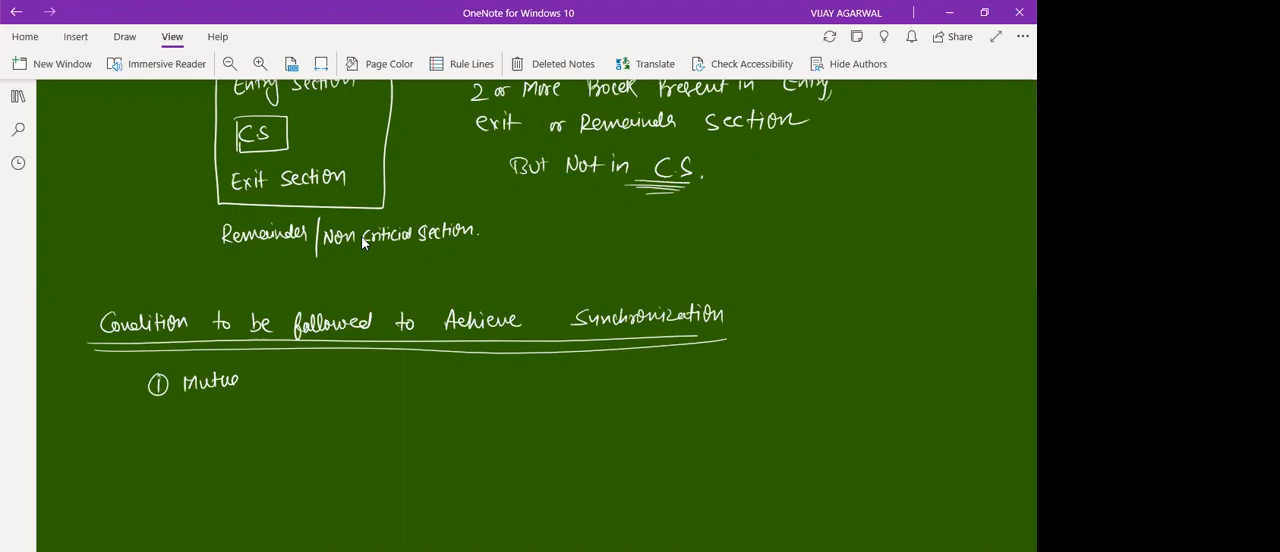 OneNote for Windows 10
VIJAY AGARWAL
Home Insert Draw View Help
Share
New Window Immersive Reader Page Color Rule Lines Deleted Notes Translate Check Accessibility Hide Authors
Entry Section
2 or More Present in Entry,
C.S
exit or Remainder Section
But Not in C.S.
Exit Section
Remainder / Non Critical Section.
Condition to be followed to Achieve Synchronization
① Mutua